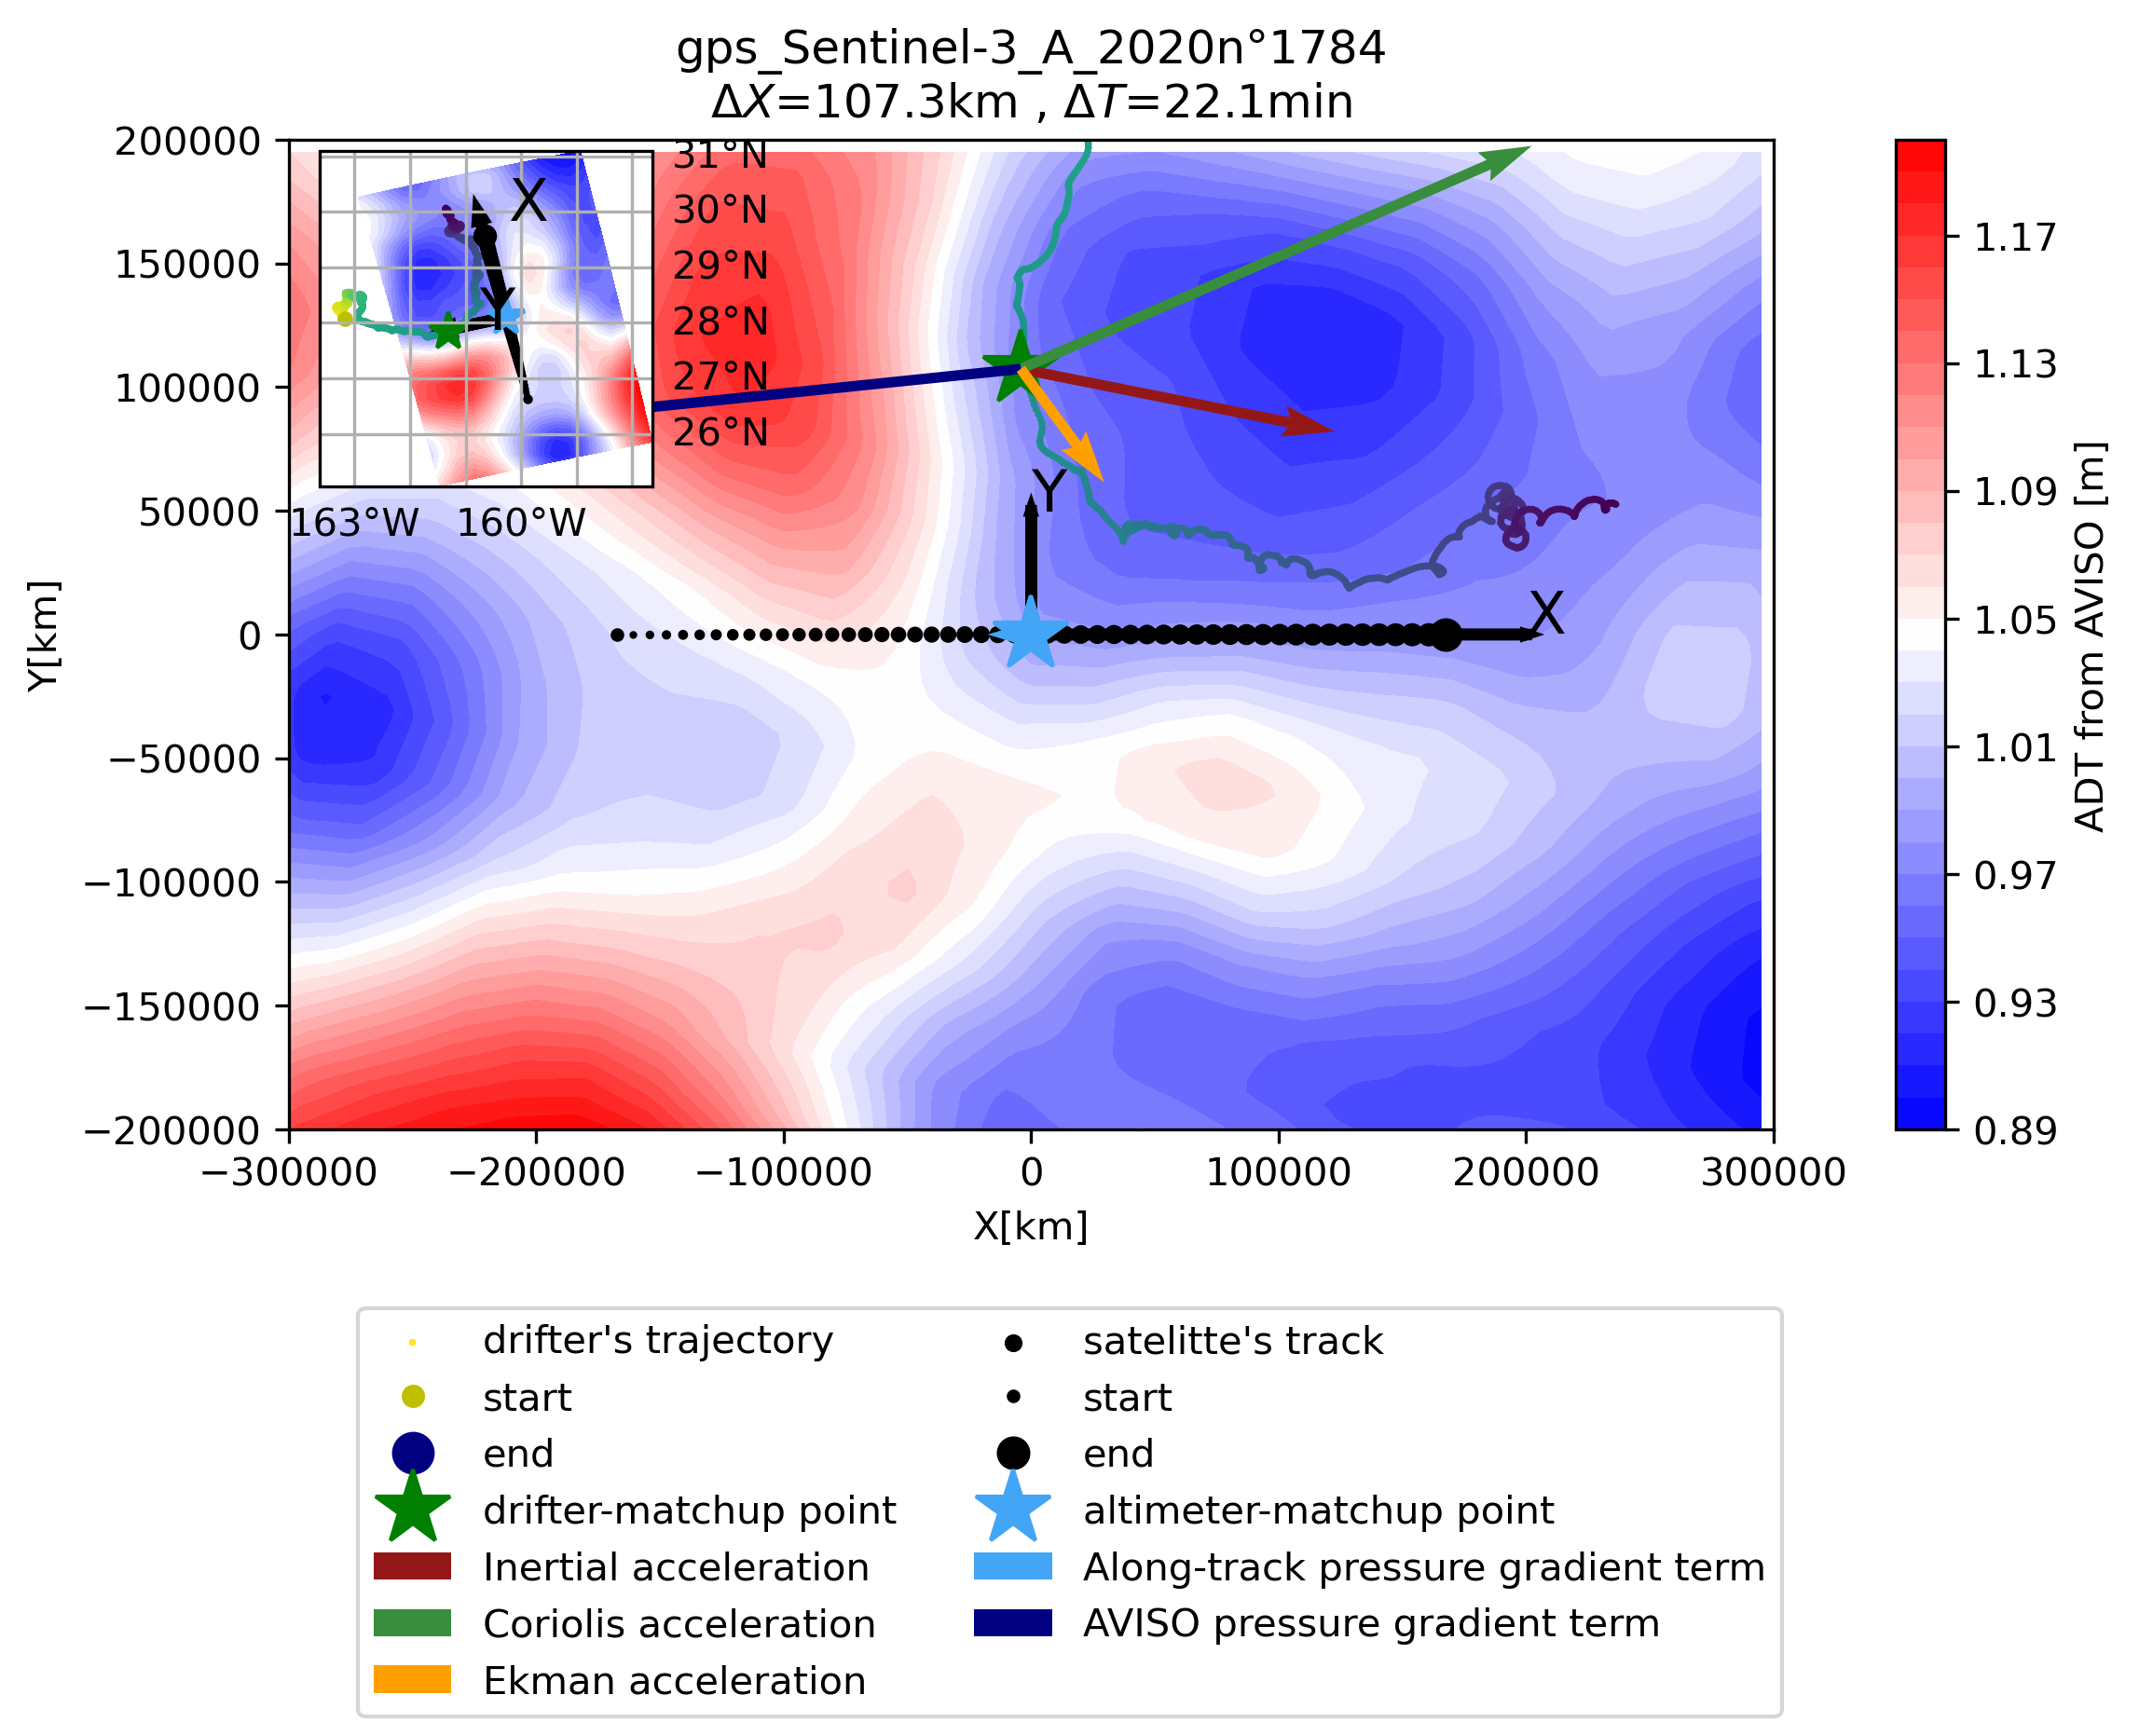 gps_Sentinel-3_A_2020n°1784
ΔX=107.3km , ΔT=22.1min
200000
150000
100000
50000
0
−50000
−100000
−150000
−200000
Y[km]
31°N
30°N
29°N
28°N
27°N
26°N
163°W 160°W
X
Y
Y
X
−300000 −200000 −100000 0 100000 200000 300000
X[km]
1.17
1.13
1.09
1.05
1.01
0.97
0.93
0.89
ADT from AVISO [m]
drifter's trajectory
start
end
drifter-matchup point
Inertial acceleration
Coriolis acceleration
Ekman acceleration
satelitte's track
start
end
altimeter-matchup point
Along-track pressure gradient term
AVISO pressure gradient term